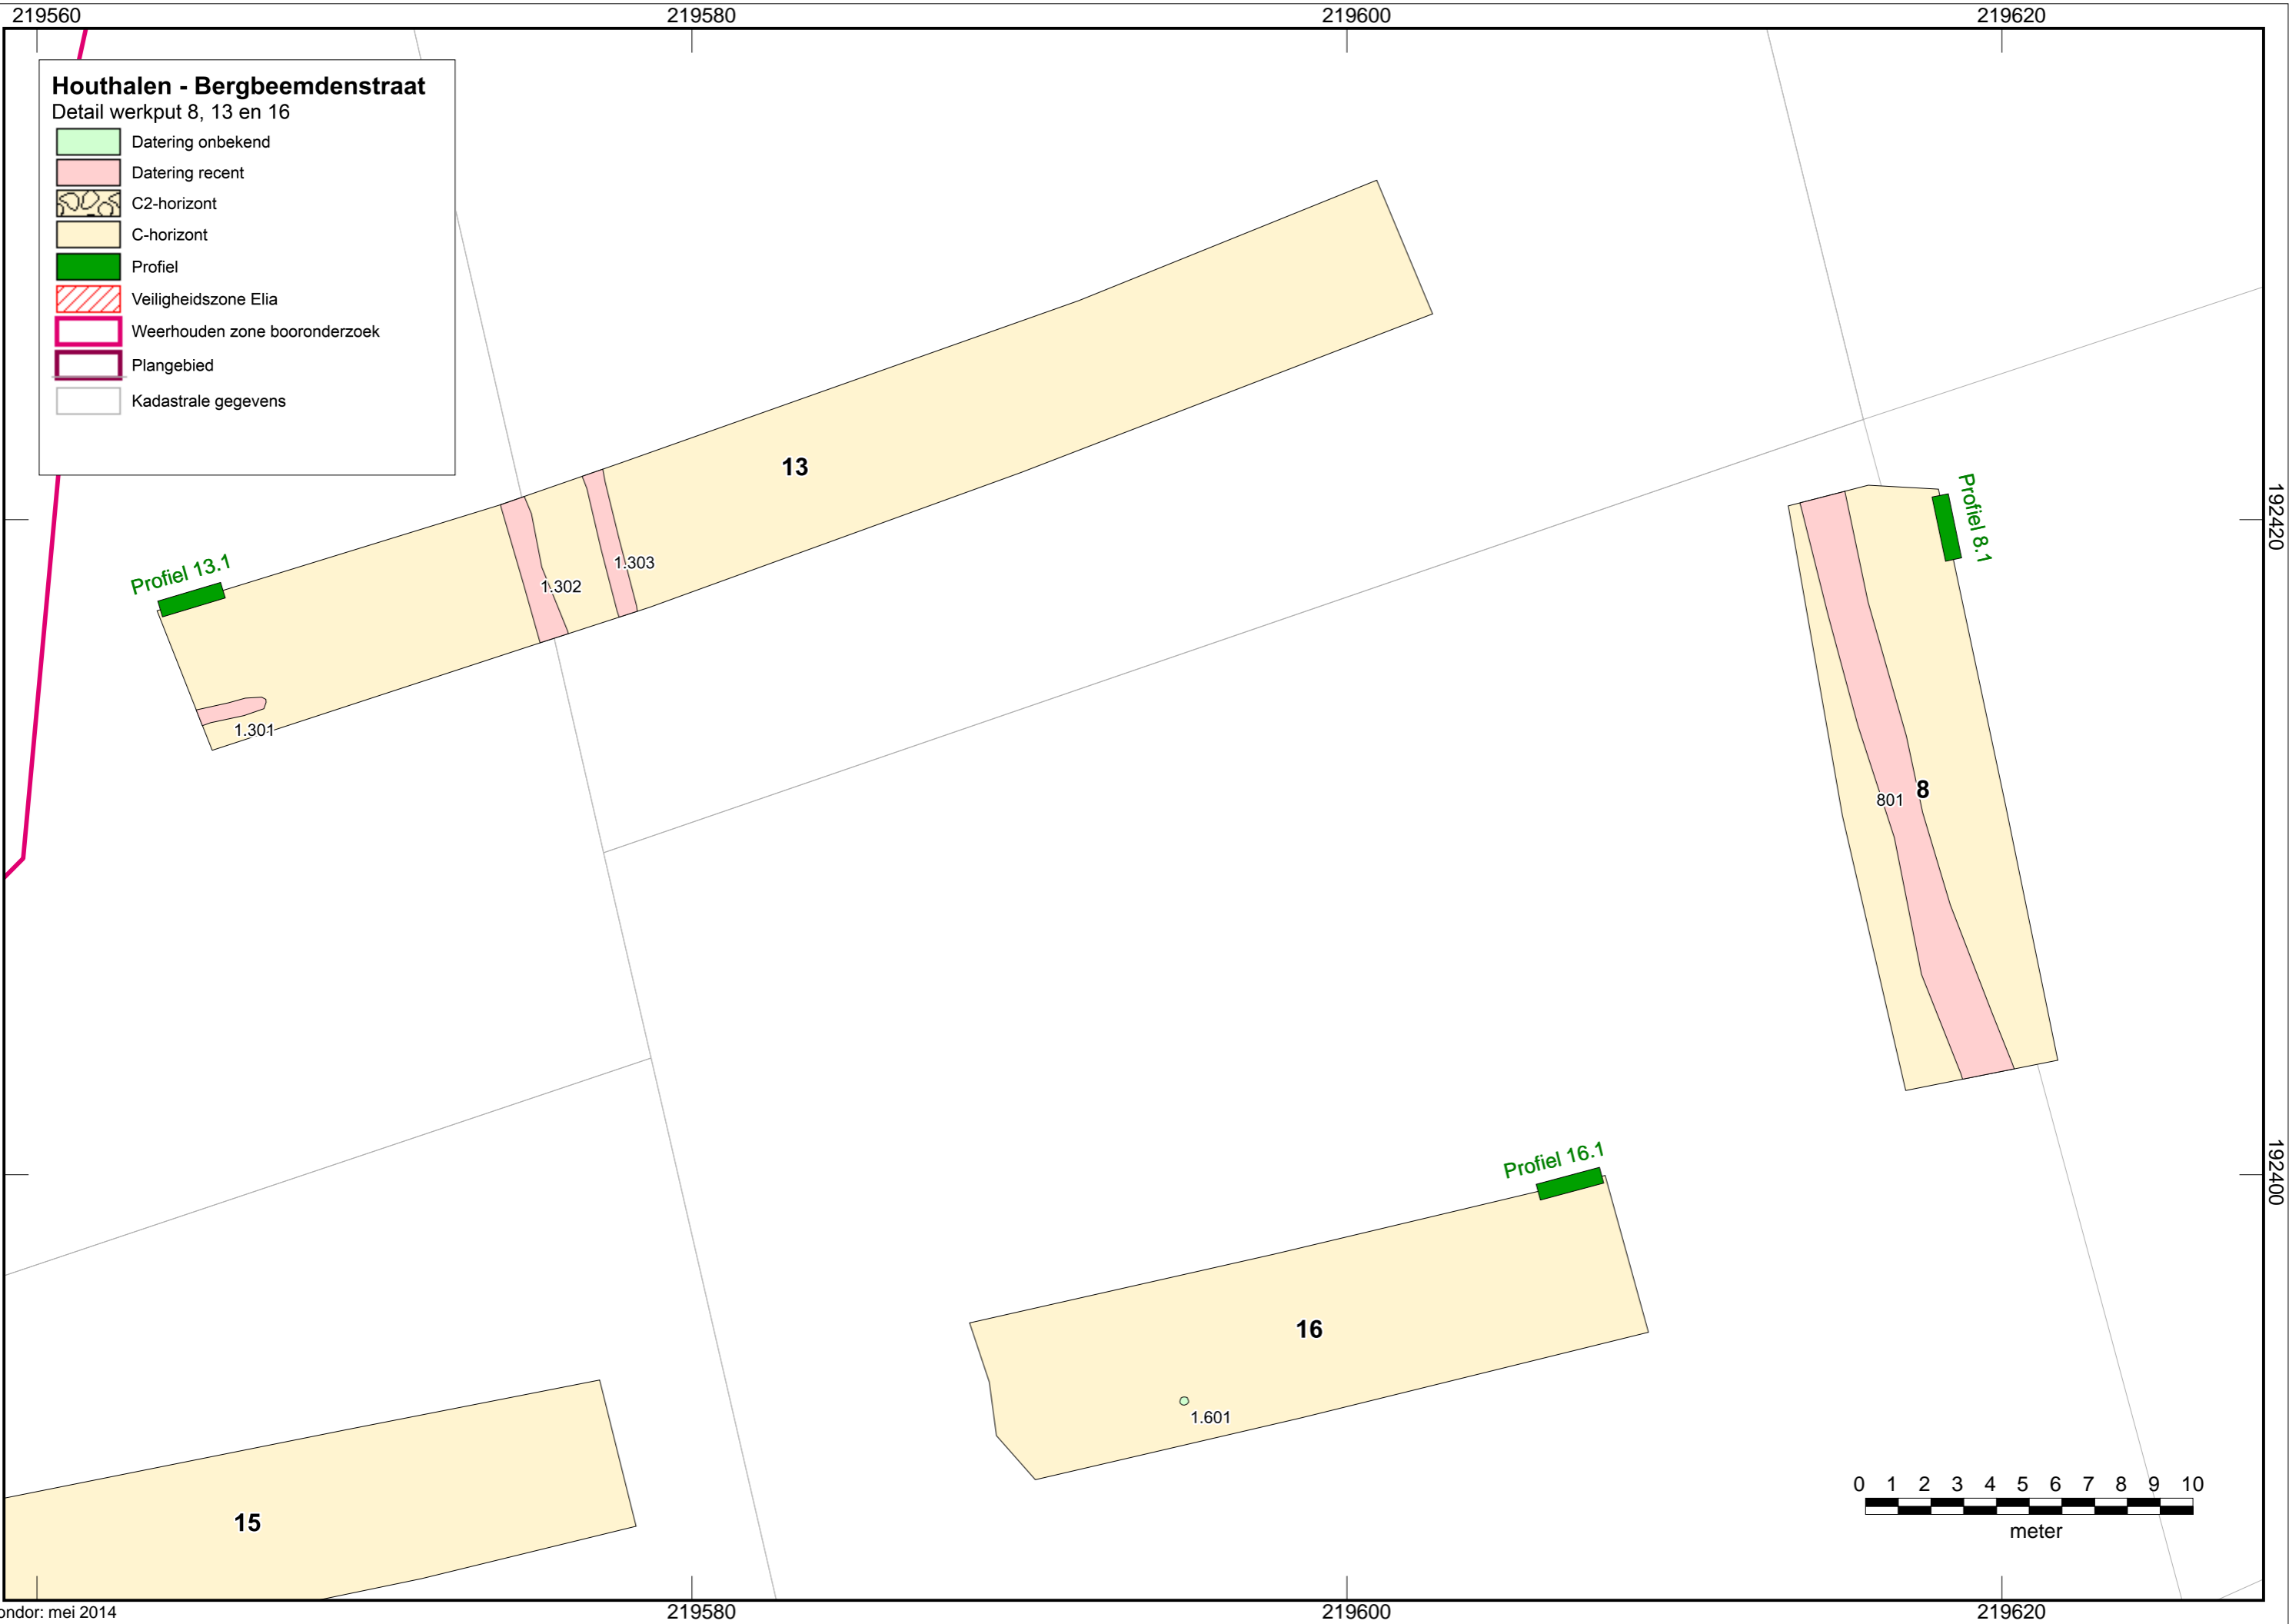 219560
219580
219600
219620
Houthalen - Bergbeemdenstraat
Detail werkput 8, 13 en 16
Datering onbekend
Datering recent
C2-horizont
C-horizont
Profiel
Veiligheidszone Elia
Weerhouden zone booronderzoek
Plangebied
Kadastrale gegevens
13
Profiel 8.1
192420
Profiel 13.1
1.303
1.302
1.301
8
801
Profiel 16.1
192400
16
1.601
15
0 1 2 3 4 5 6 7 8 9 10
meter
ondor: mei 2014
219580
219600
219620